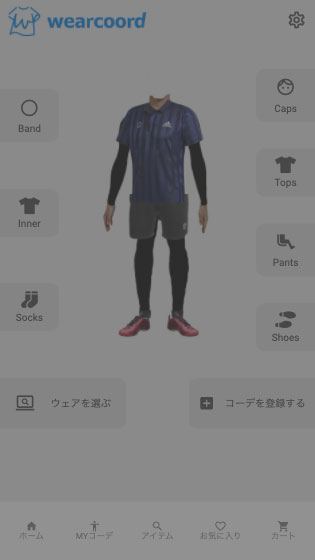 wearcoord
Caps
Band
Tops
Inner
Pants
Socks
Shoes
ウェアを選ぶ
コーデを登録する
ホーム
MYコーデ
アイテム
お気に入り
カート